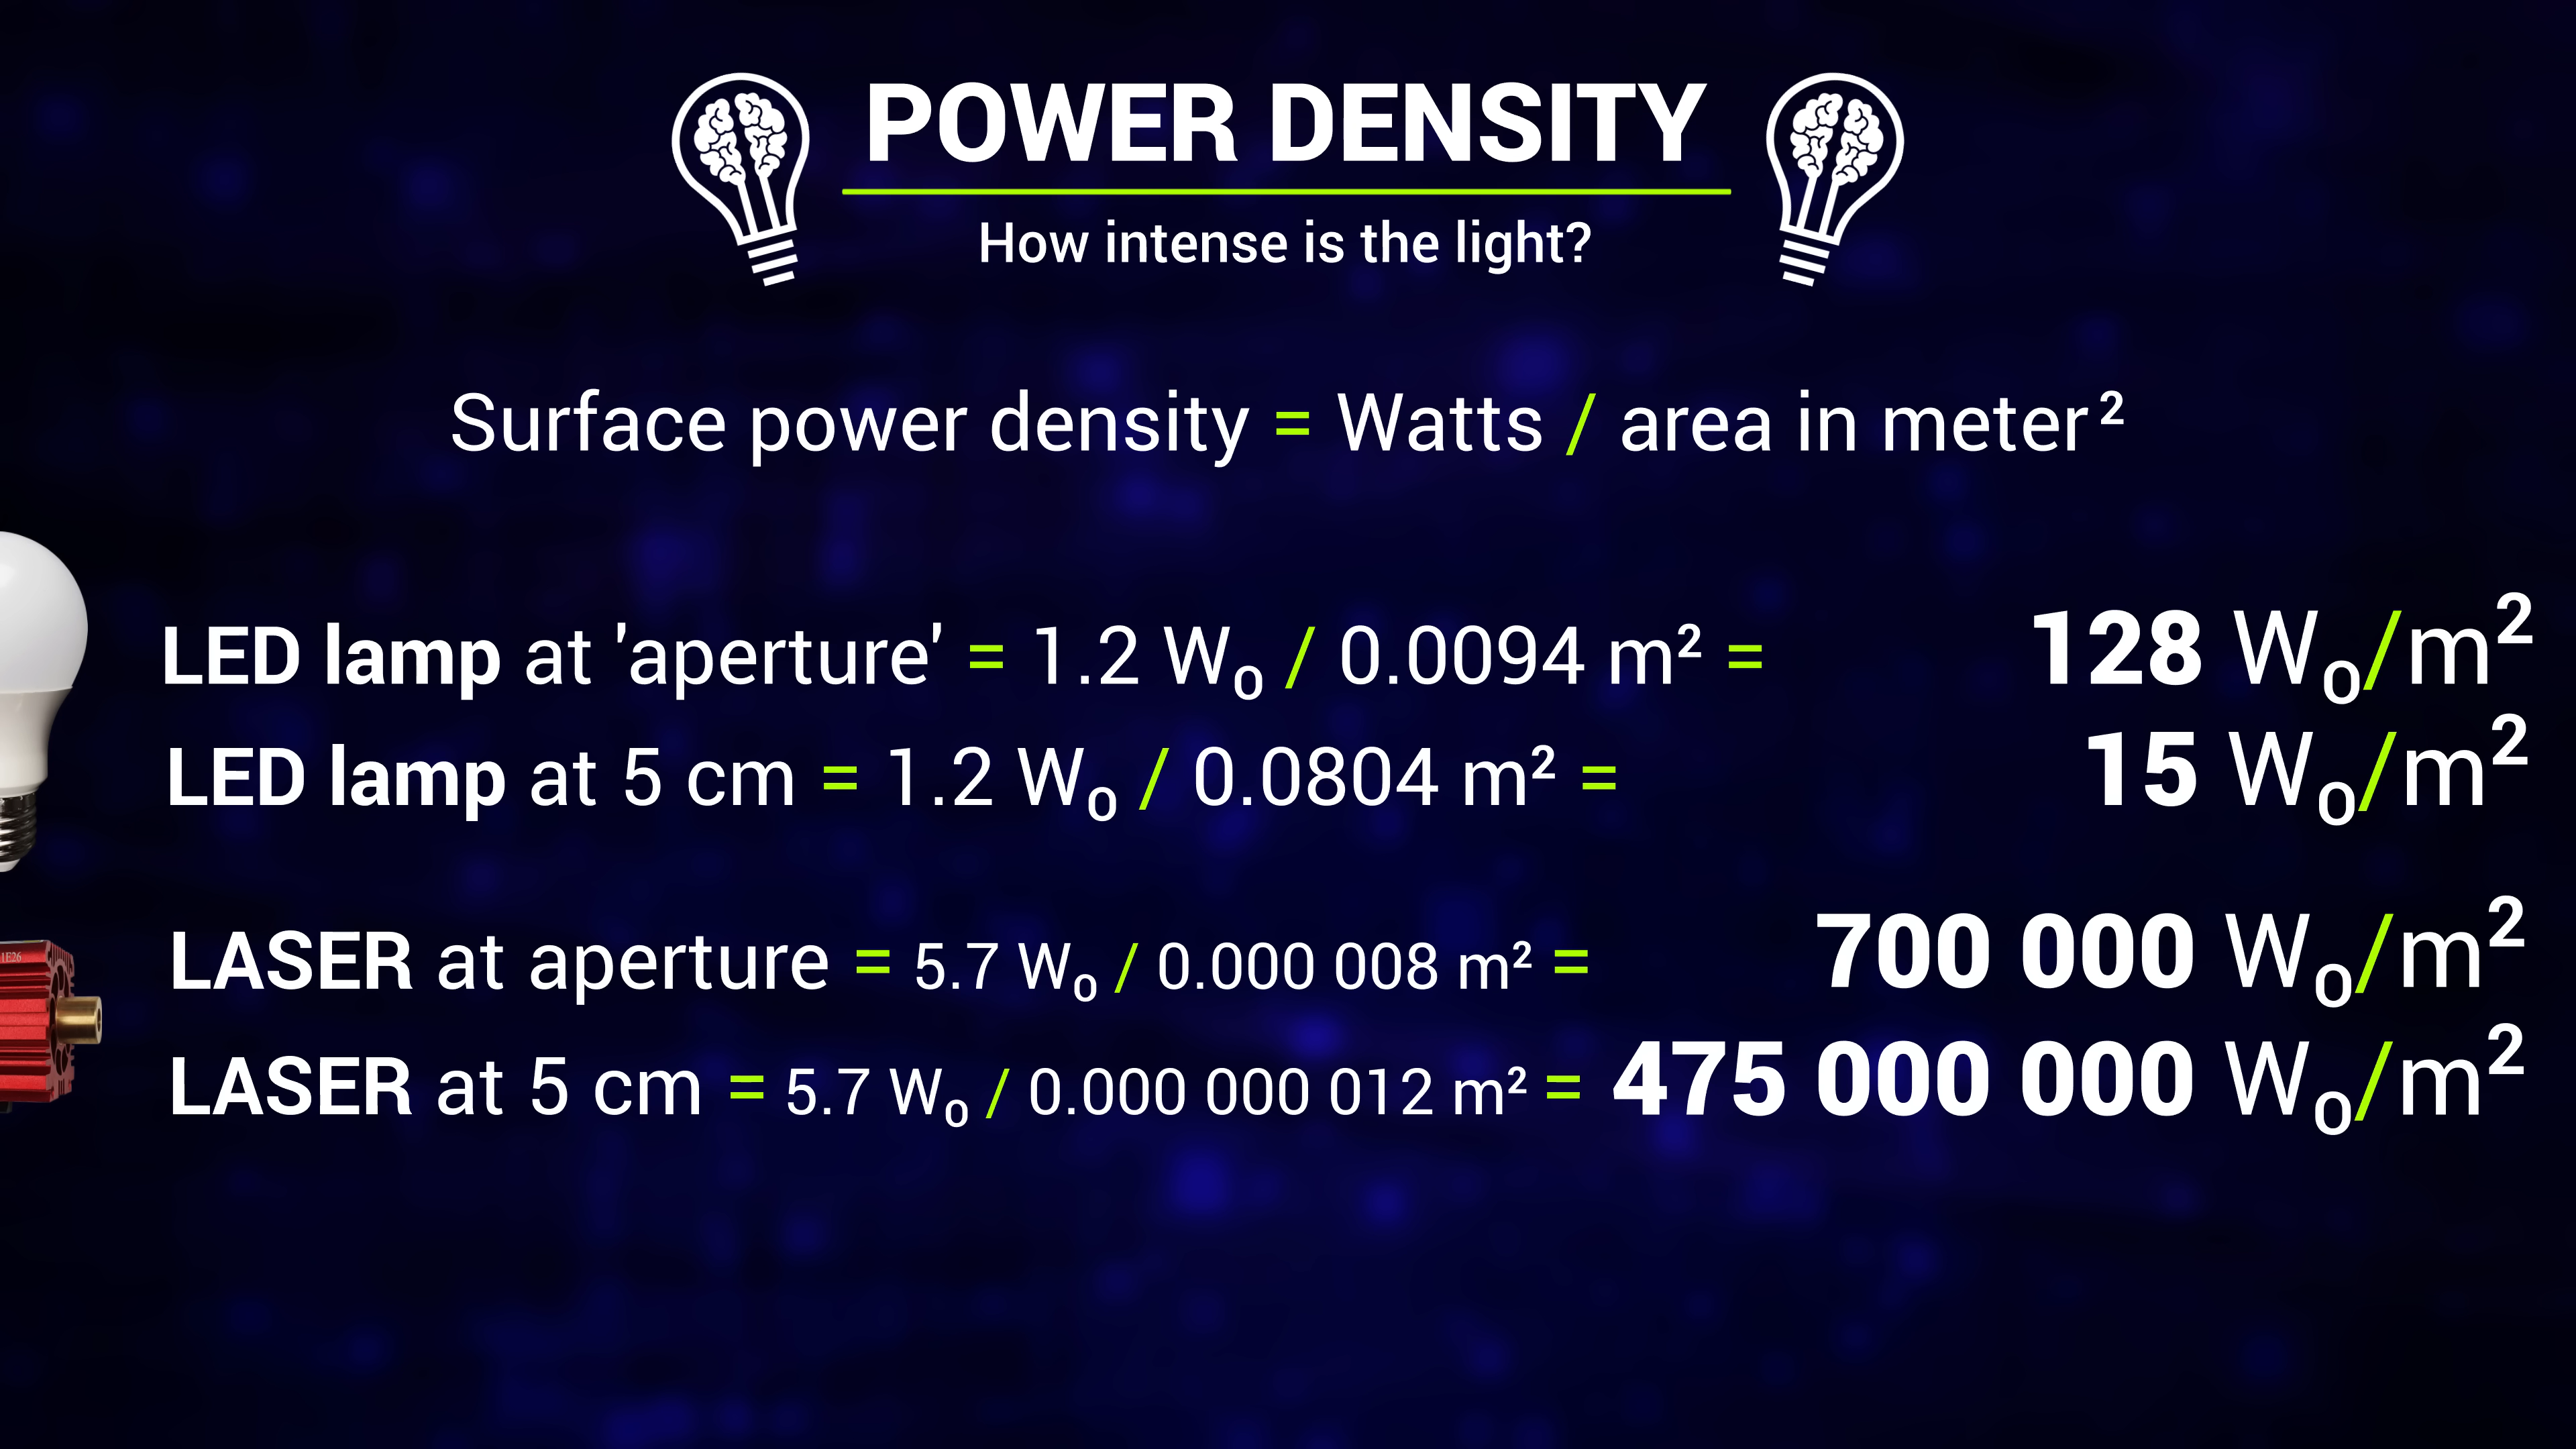 POWER DENSITY
How intense is the light?
Surface power density = Watts / area in meter²
LED lamp at 'aperture' = 1.2 Wₒ / 0.0094 m² = 128 Wₒ/m²
LED lamp at 5 cm = 1.2 Wₒ / 0.0804 m² = 15 Wₒ/m²
1E26
LASER at aperture = 5.7 Wₒ / 0.000 008 m² = 700 000 Wₒ/m²
LASER at 5 cm = 5.7 Wₒ / 0.000 000 012 m² = 475 000 000 Wₒ/m²